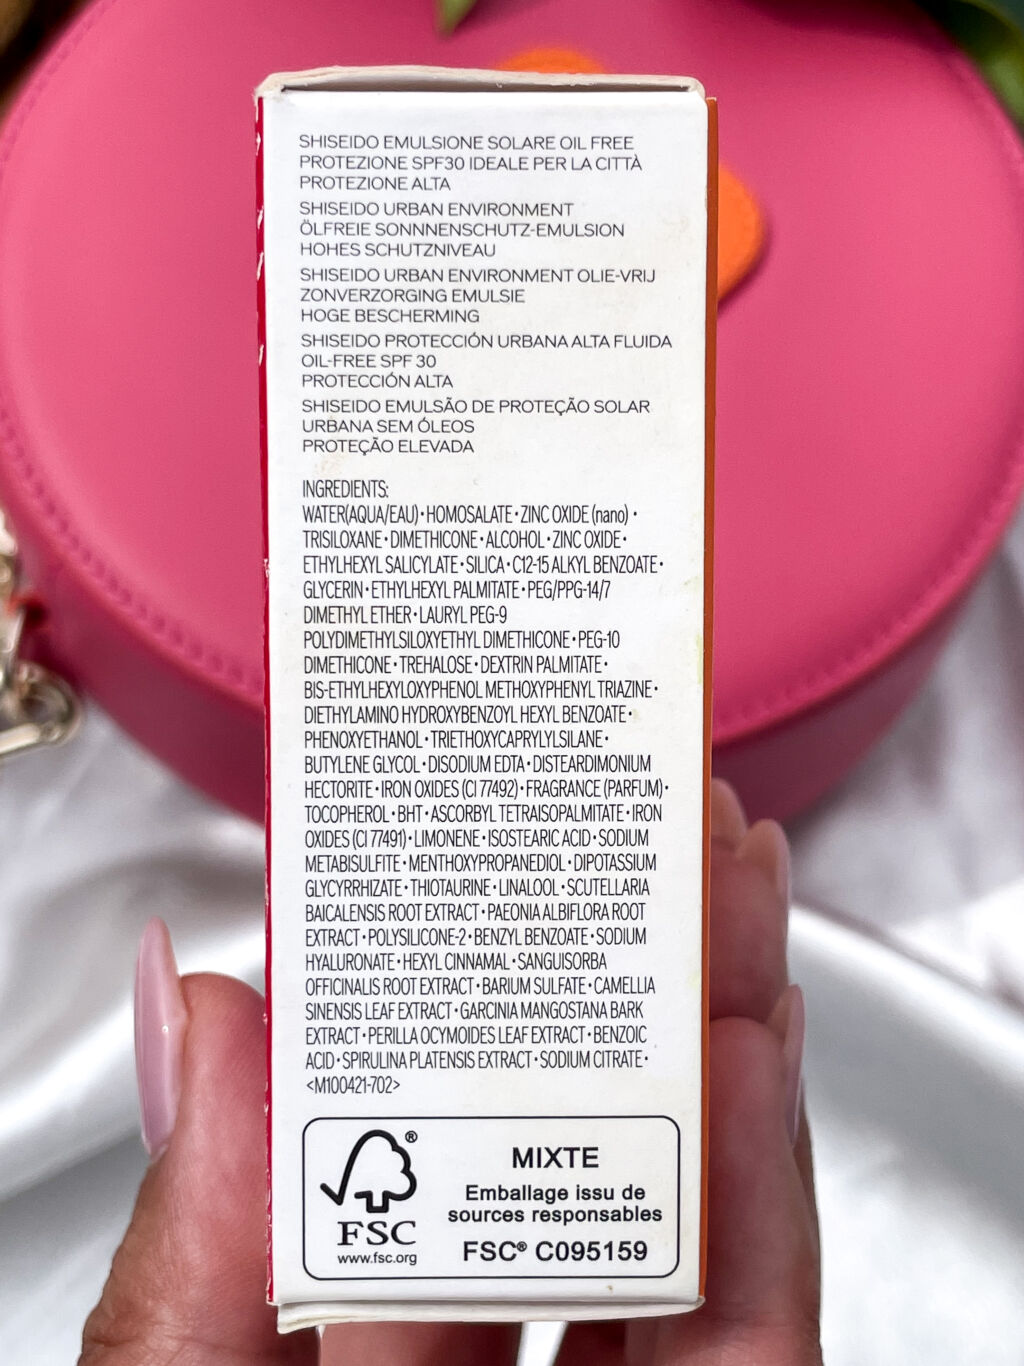 SHISEIDO EMULSIONE SOLARE OIL FREE
PROTEZIONE SPF30 IDEALE PER LA CITTÀ
PROTEZIONE ALTA
SHISEIDO URBAN ENVIRONMENT
ÖLFREIE SONNNENSCHUTZ-EMULSION
HOHES SCHUTZNIVEAU
SHISEIDO URBAN ENVIRONMENT OLIE-VRIJ
ZONVERZORGING EMULSIE
HOGE BESCHERMING
SHISEIDO PROTECCIÓN URBANA ALTA FLUIDA
OIL-FREE SPF 30
PROTECCIÓN ALTA
SHISEIDO EMULSÃO DE PROTEÇÃO SOLAR
URBANA SEM ÓLEOS
PROTEÇÃO ELEVADA
INGREDIENTS:
WATER(AQUA/EAU)·HOMOSALATE·ZINC OXIDE (nano)·
TRISILOXANE·DIMETHICONE·ALCOHOL·ZINC OXIDE·
ETHYLHEXYL SALICYLATE·SILICA·C12-15 ALKYL BENZOATE·
GLYCERIN·ETHYLHEXYL PALMITATE·PEG/PPG-14/7
DIMETHYL ETHER·LAURYL PEG-9
POLYDIMETHYLSILOXYETHYL DIMETHICONE·PEG-10
DIMETHICONE·TREHALOSE·DEXTRIN PALMITATE·
BIS-ETHYLHEXYLOXYPHENOL METHOXYPHENYL TRIAZINE·
DIETHYLAMINO HYDROXYBENZOYL HEXYL BENZOATE·
PHENOXYETHANOL·TRIETHOXYCAPRYLYLSILANE·
BUTYLENE GLYCOL·DISODIUM EDTA·DISTEARDIMONIUM
HECTORITE·IRON OXIDES (CI 77492)·FRAGRANCE (PARFUM)·
TOCOPHEROL·BHT·ASCORBYL TETRAISOPALMITATE·IRON
OXIDES (CI 77491)·LIMONENE·ISOSTEARIC ACID·SODIUM
METABISULFITE·MENTHOXYPROPANEDIOL·DIPOTASSIUM
GLYCYRRHIZATE·THIOTAURINE·LINALOOL·SCUTELLARIA
BAICALENSIS ROOT EXTRACT·PAEONIA ALBIFLORA ROOT
EXTRACT·POLYSILICONE-2·BENZYL BENZOATE·SODIUM
HYALURONATE·HEXYL CINNAMAL·SANGUISORBA
OFFICINALIS ROOT EXTRACT·BARIUM SULFATE·CAMELLIA
SINENSIS LEAF EXTRACT·GARCINIA MANGOSTANA BARK
EXTRACT·PERILLA OCYMOIDES LEAF EXTRACT·BENZOIC
ACID·SPIRULINA PLATENSIS EXTRACT·SODIUM CITRATE·
<M100421-702>
®
FSC
www.fsc.org
MIXTE
Emballage issu de
sources responsables
FSC® C095159